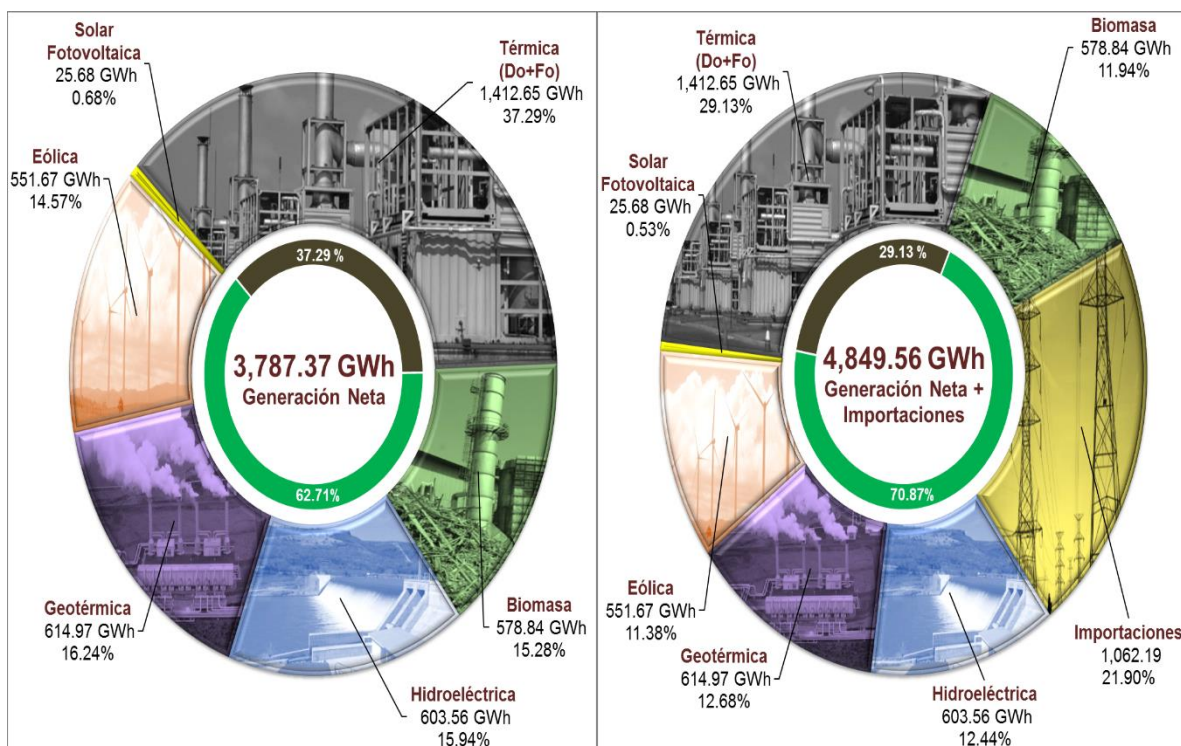 Solar
Fotovoltaica
25.68 GWh
0.68%
Térmica
(Do+Fo)
1,412.65 GWh
37.29%
Eólica
551.67 GWh
14.57%
37.29 %
3,787.37 GWh
Generación Neta
62.71%
Geotérmica
614.97 GWh
16.24%
Biomasa
578.84 GWh
15.28%
Hidroeléctrica
603.56 GWh
15.94%
Térmica
(Do+Fo)
1,412.65 GWh
29.13%
Biomasa
578.84 GWh
11.94%
Solar
Fotovoltaica
25.68 GWh
0.53%
29.13 %
4,849.56 GWh
Generación Neta +
Importaciones
70.87%
Eólica
551.67 GWh
11.38%
Geotérmica
614.97 GWh
12.68%
Hidroeléctrica
603.56 GWh
12.44%
Importaciones
1,062.19
21.90%